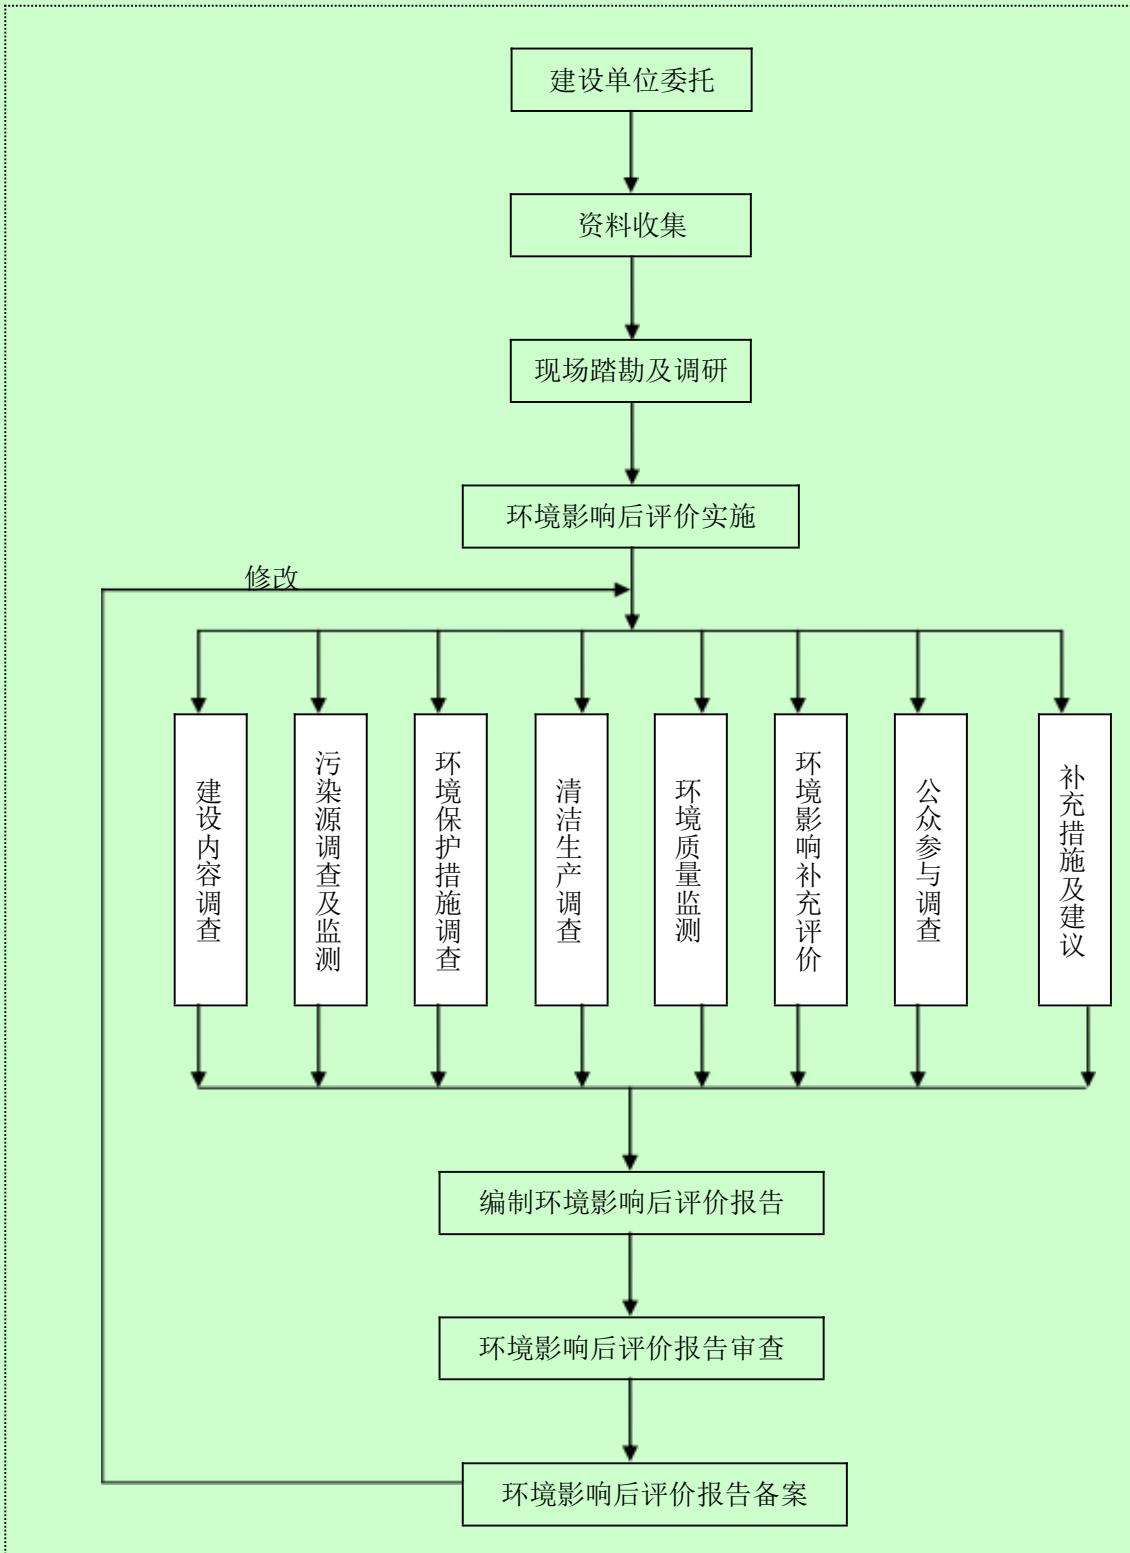 建设单位委托
资料收集
现场踏勘及调研
环境影响后评价实施
修改
建设内容调查
污染源调查及监测
环境保护措施调查
清洁生产调查
环境质量监测
环境影响补充评价
公众参与调查
补充措施及建议
编制环境影响后评价报告
环境影响后评价报告审查
环境影响后评价报告备案